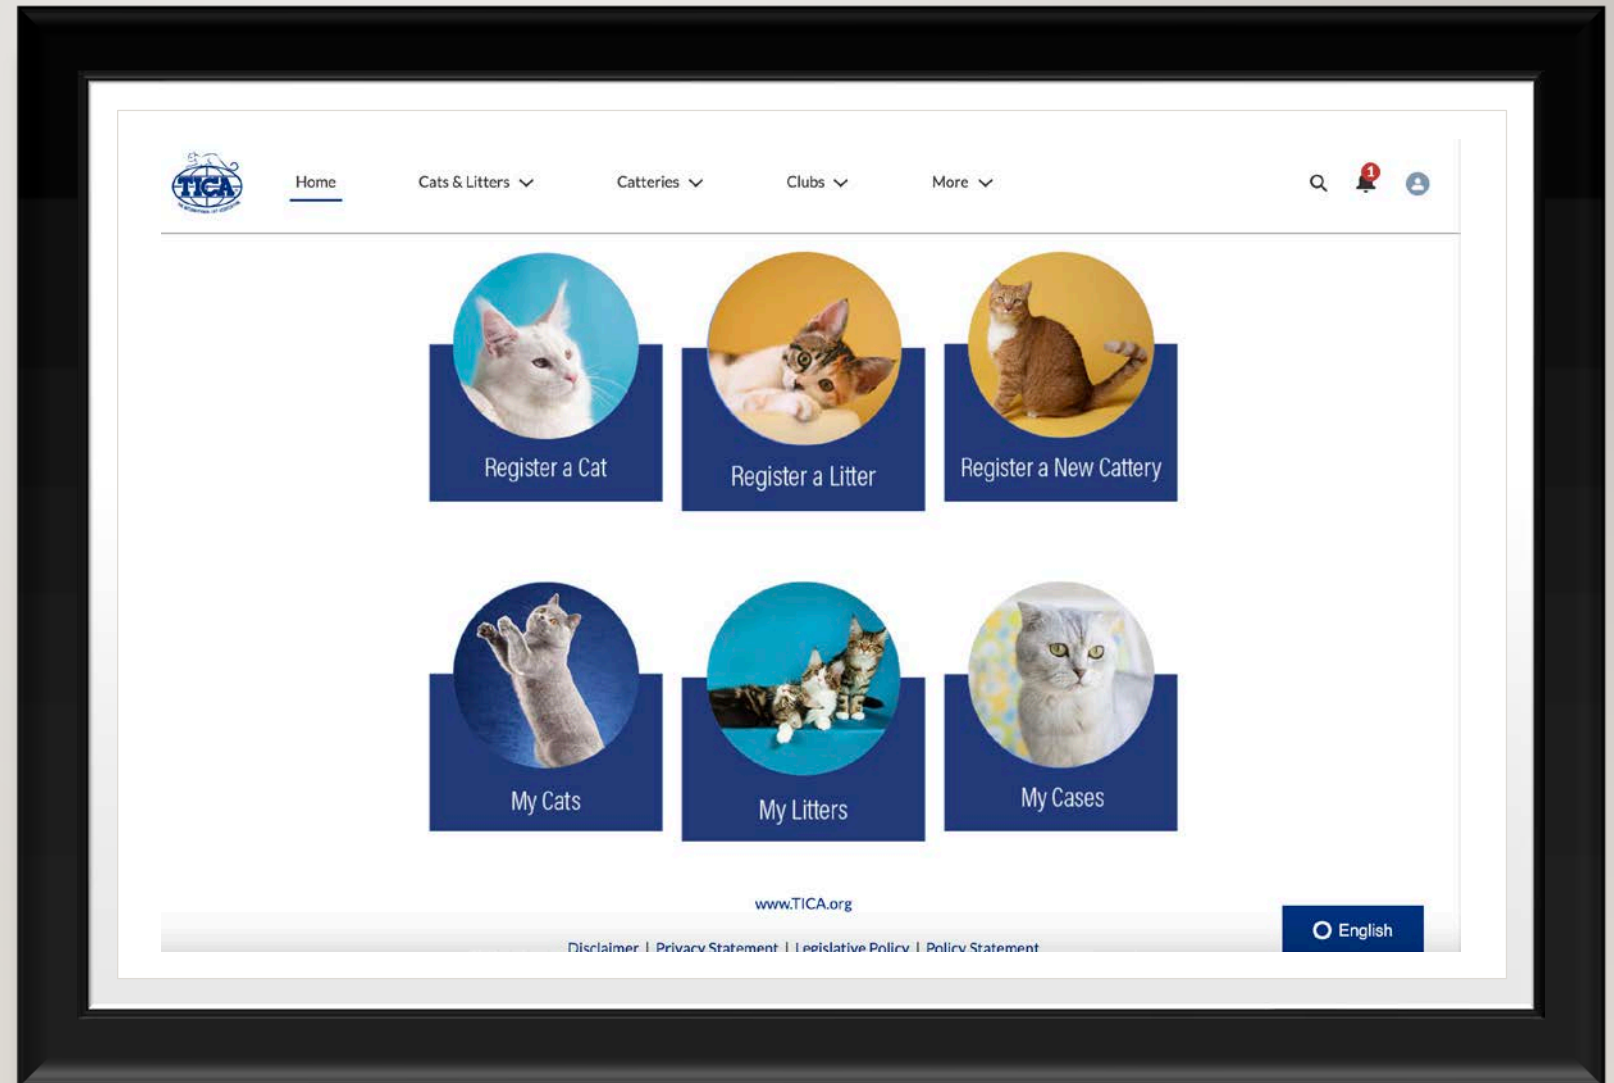 TICA
Home
Cats & Litters
Catteries
Clubs
More
1
Register a Cat
Register a Litter
Register a New Cattery
My Cats
My Litters
My Cases
www.TICA.org
Disclaimer | Privacy Statement | Legislative Policy | Policy Statement
English